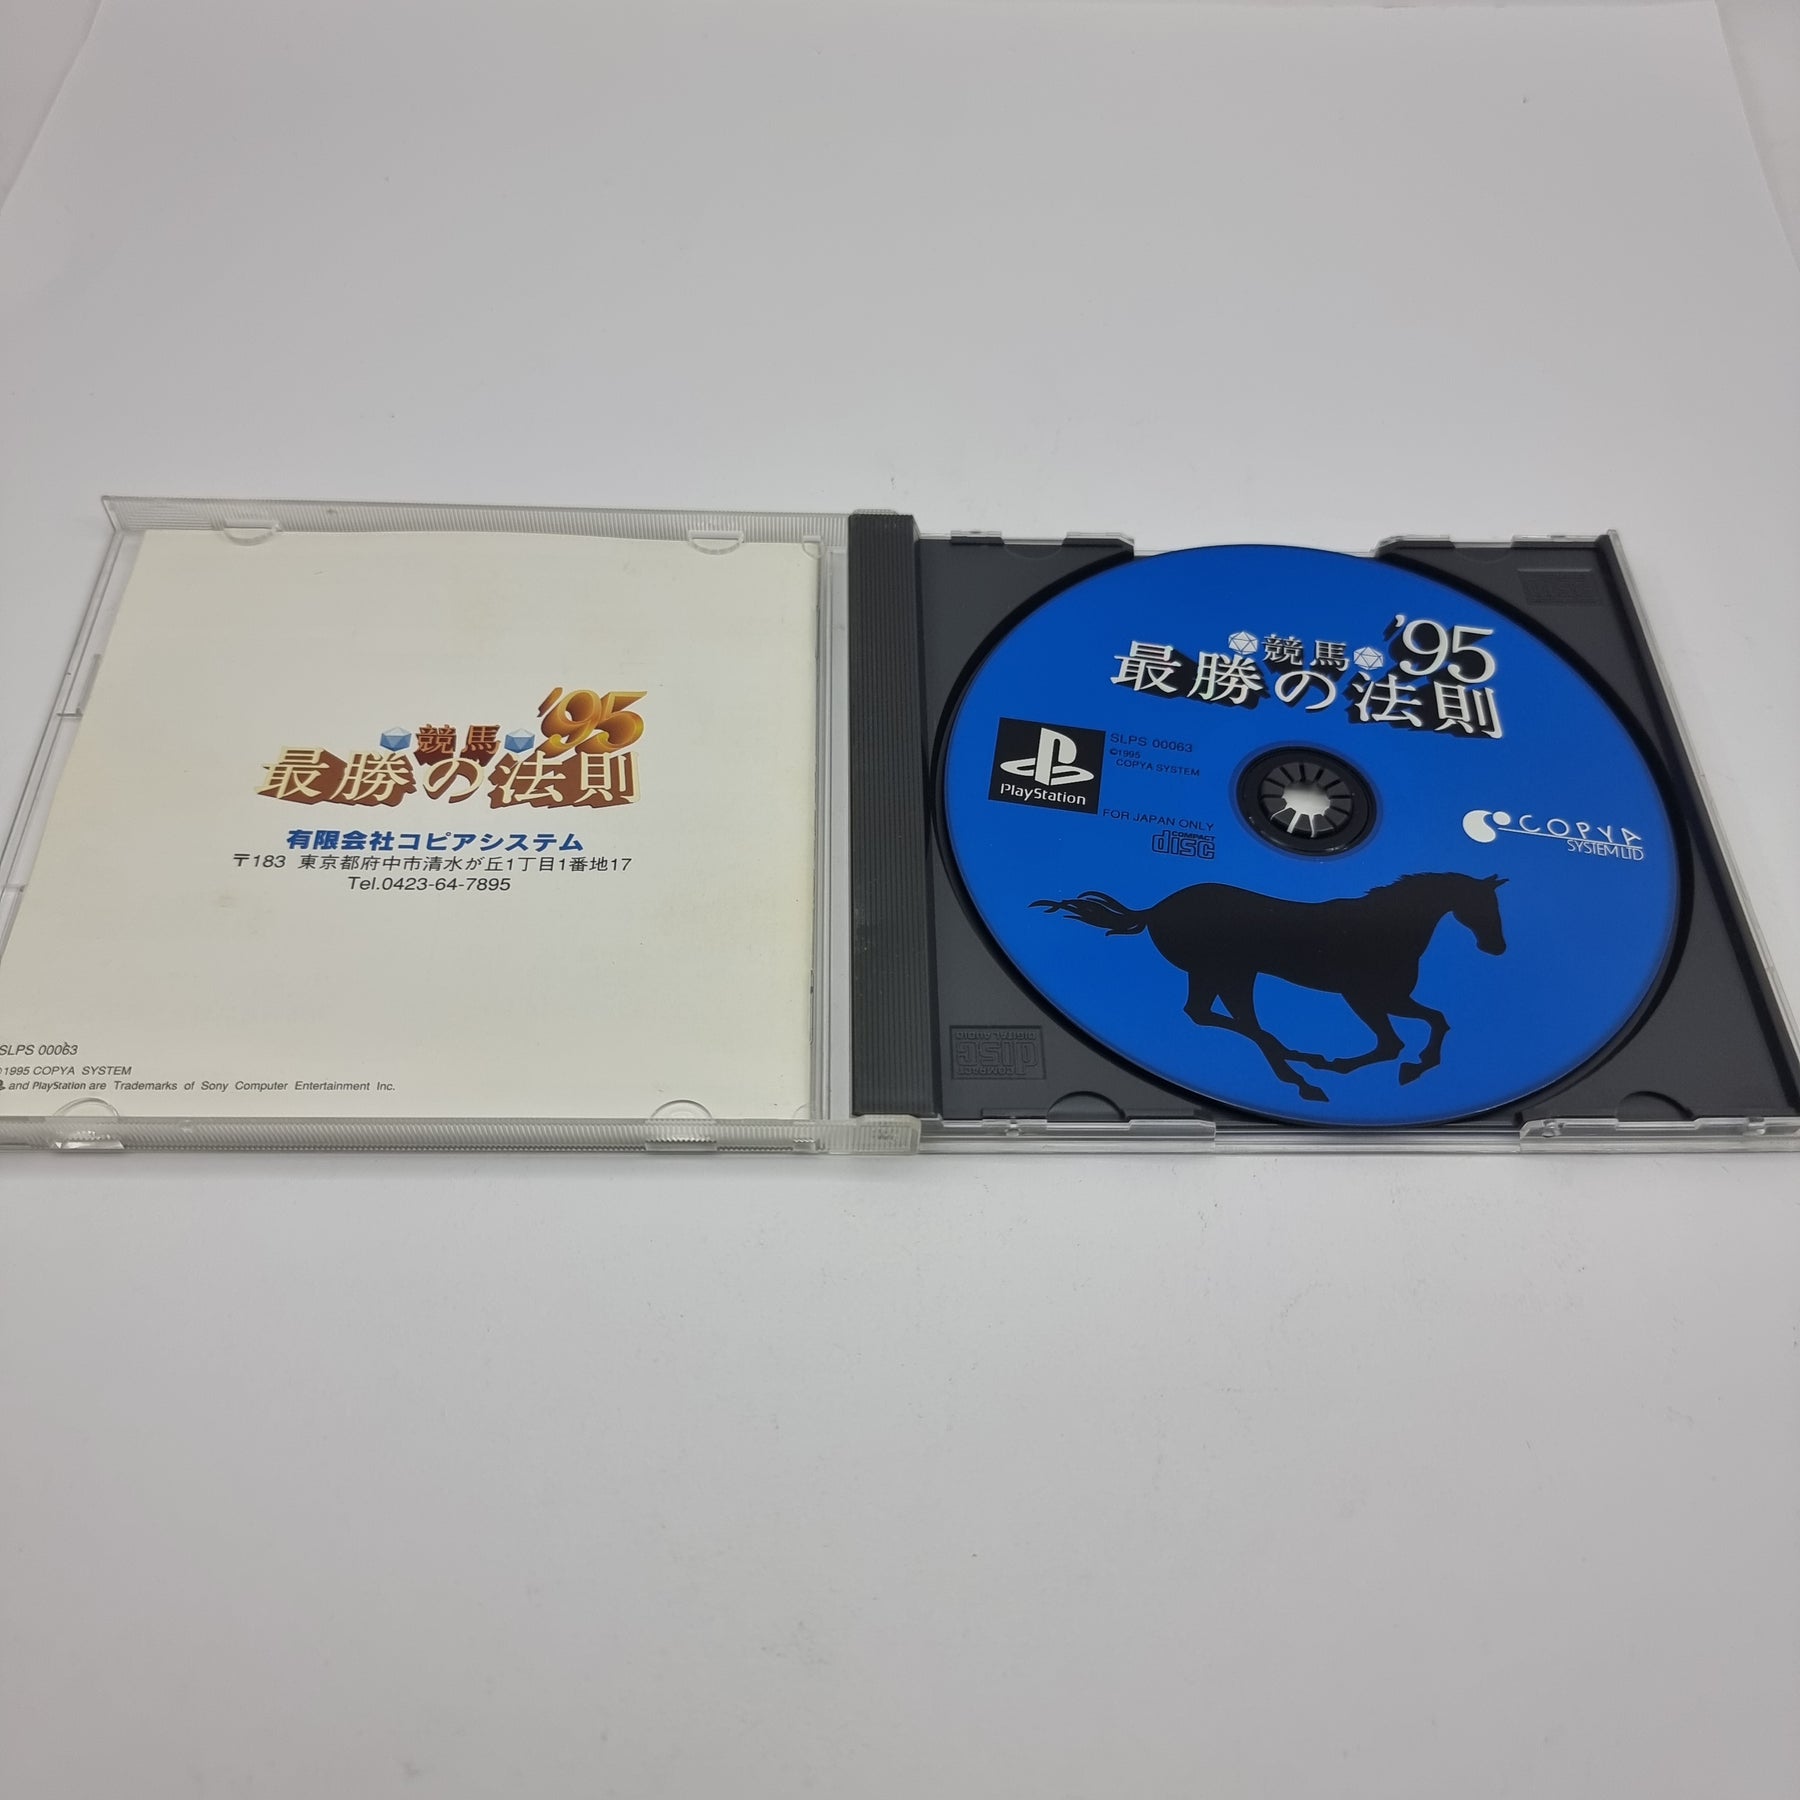 競馬 '95
最勝の法則
有限会社コピアシステム
〒183 東京都府中市清水が丘1丁目1番地17
Tel.0423-64-7895
SLPS 00063
©1995 COPYA SYSTEM
and PlayStation are Trademarks of Sony Computer Entertainment Inc.
競馬 '95
最勝の法則
PlayStation
SLPS 00063
©1995
COPYA SYSTEM
FOR JAPAN ONLY
COMPACT
disc
COPYA
SYSTEM LTD
COMPACT
disc
DIGITAL AUDIO